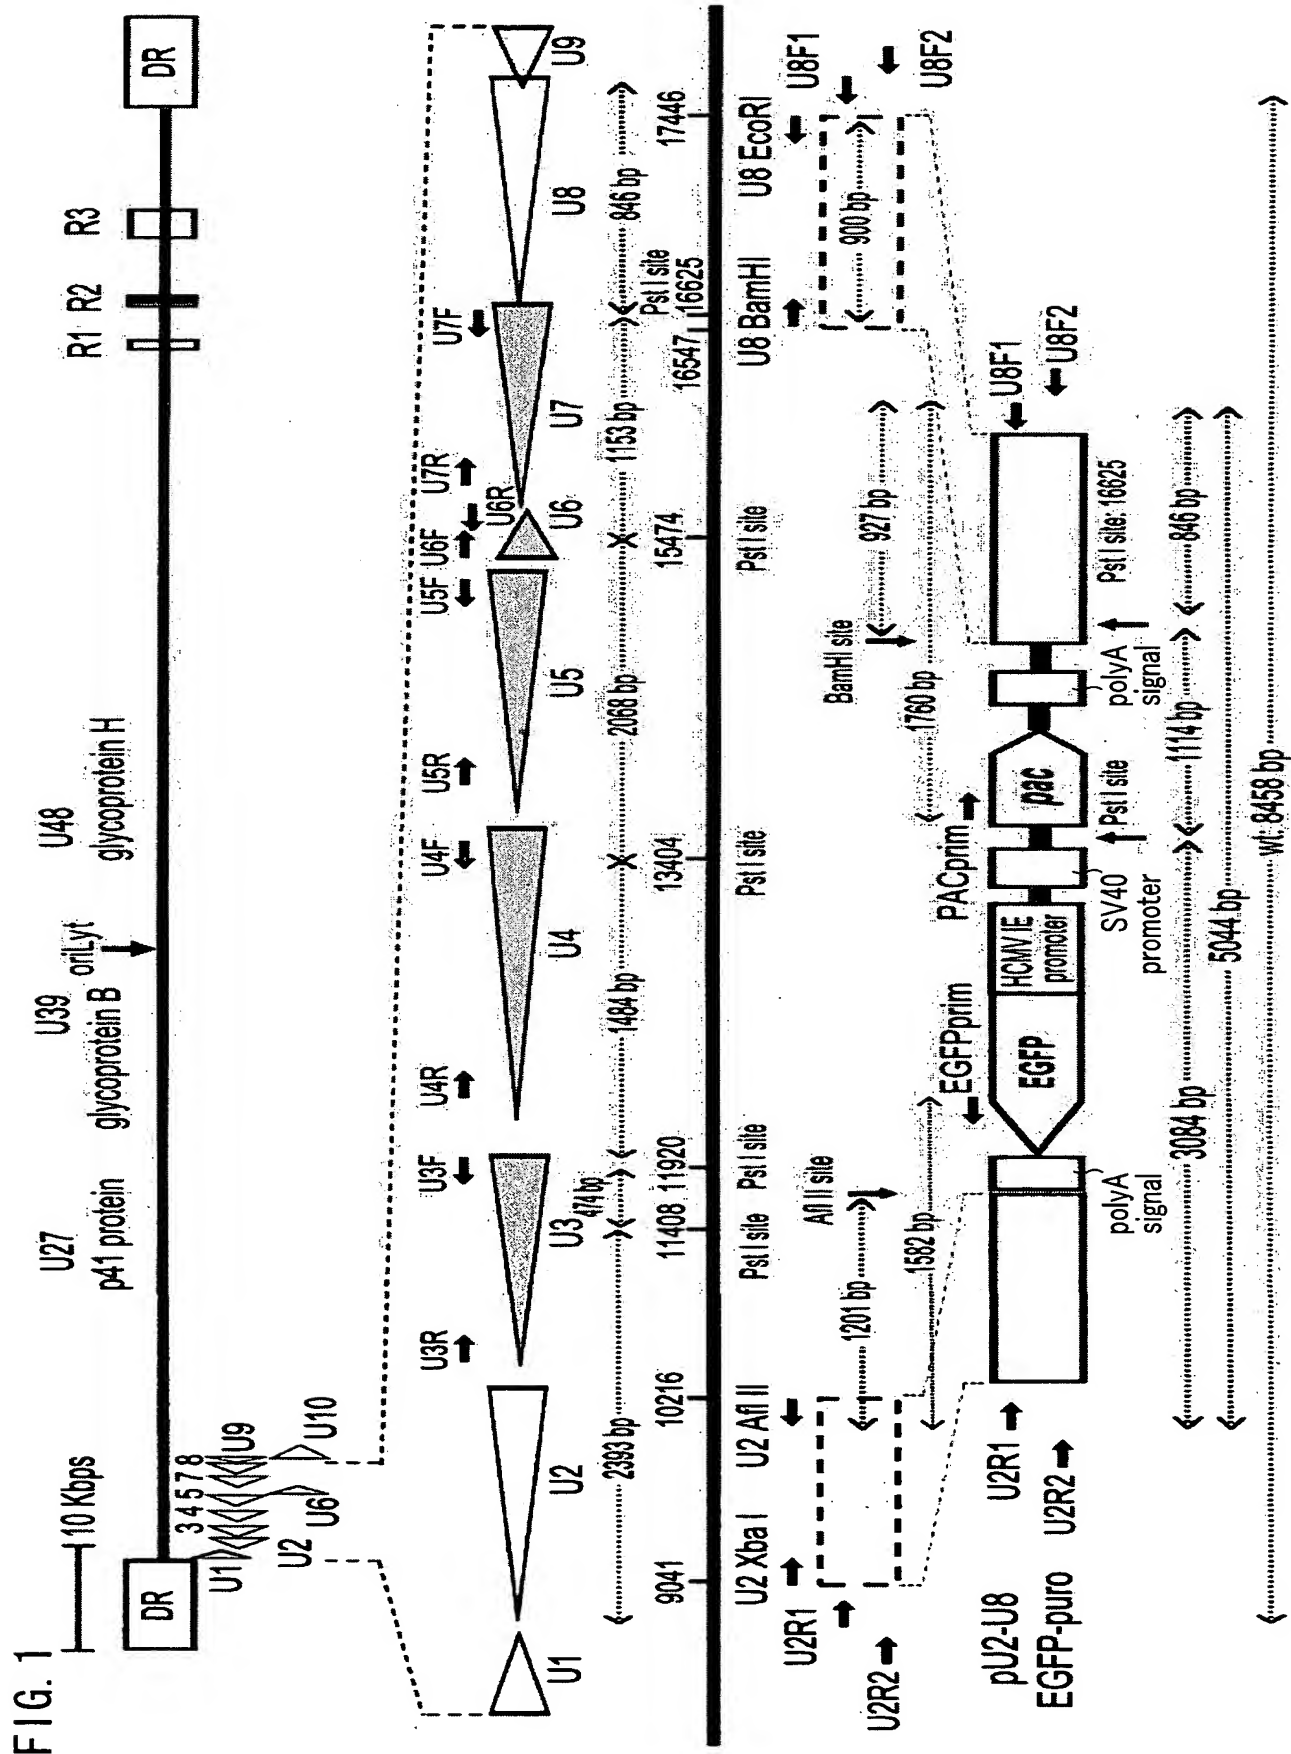 FIG. 1
10 Kbps
DR
U1
U2
3 4 5 7 8
U6
U9
U10
U27
p41 protein
U39
glycoprotein B
oriLyt
U48
glycoprotein H
R1
R2
R3
DR
U3R
U3F
U4R
U4F
U5R
U5F
U6F
U6R
U7R
U7F
U1
U2
U3
U4
U5
U6
U7
U8
U9
2393 bp
474 bp
1484 bp
2068 bp
1153 bp
846 bp
9041
10216
11408
11920
13404
15474
16547
16625
Pst I site
17446
U2 Xba I
U2 Afl II
Pst I site
Pst I site
Pst I site
Pst I site
U8 BamHI
U8 EcoRI
U2R1
U2R2
U8F1
U8F2
900 bp
1201 bp
Afl II site
1582 bp
BamHI site
927 bp
1760 bp
EGFPprim
PACprim
pU2-U8
EGFP-puro
U2R1
U2R2
EGFP
HCMV IE
promoter
pac
U8F1
U8F2
polyA
signal
SV40
promoter
Pst I site
polyA
signal
Pst I site: 16625
3084 bp
1114 bp
846 bp
5044 bp
wt: 8458 bp